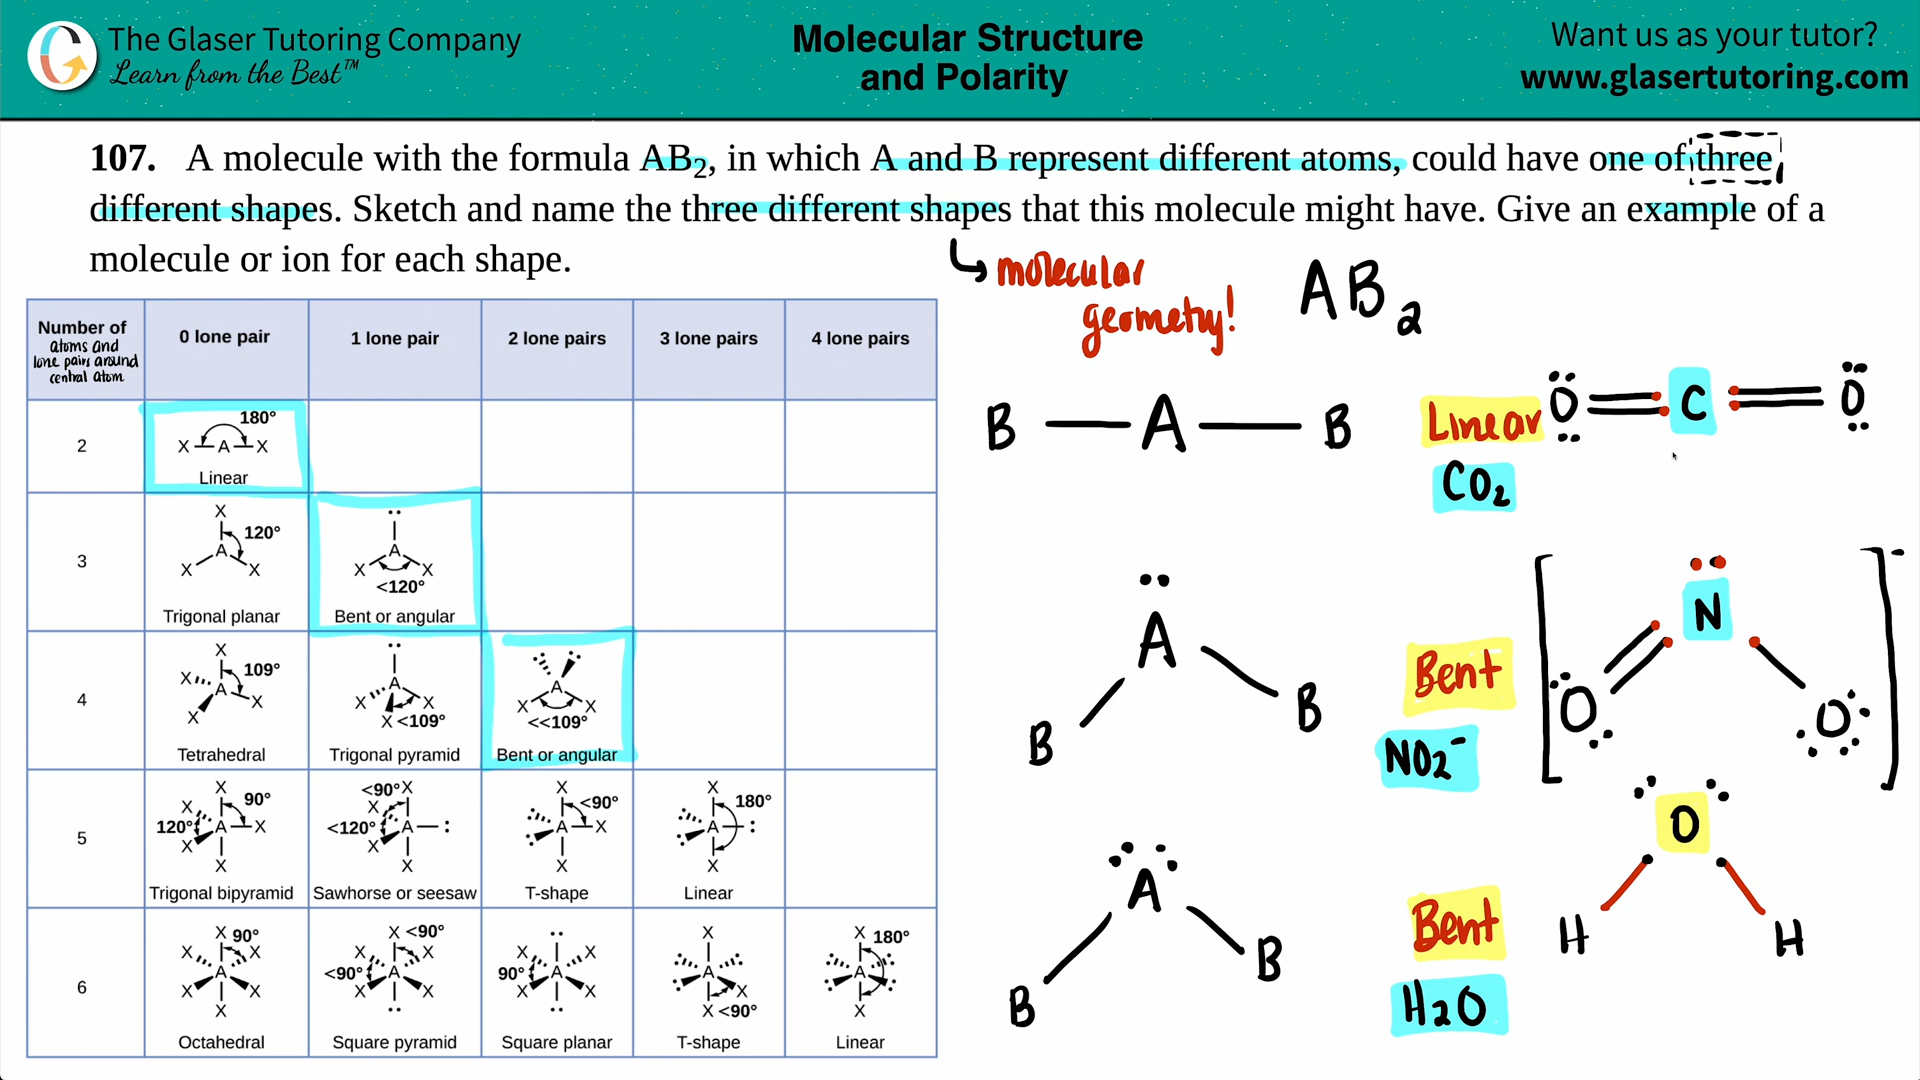 The Glaser Tutoring Company
Learn from the Best™
Molecular Structure
and Polarity
Want us as your tutor?
www.glasertutoring.com
107. A molecule with the formula AB₂, in which A and B represent different atoms, could have one of three
different shapes. Sketch and name the three different shapes that this molecule might have. Give an example of a
molecule or ion for each shape.
molecular
geometry!
AB₂
Number of
atoms and
lone pairs around
central atom
0 lone pair
1 lone pair
2 lone pairs
3 lone pairs
4 lone pairs
2
180°
X A X
Linear
3
X
120°
A
X X
Trigonal planar
A
X X
<120°
Bent or angular
4
X
109°
X
A
X
X
Tetrahedral
A
X X
X <109°
Trigonal pyramid
A
X X
<<109°
Bent or angular
5
X
90°
X
120° A X
X
X
Trigonal bipyramid
<90° X
X
<120° A :
X
X
Sawhorse or seesaw
X
<90°
A X
X
T-shape
X
180°
A :
X
Linear
6
X 90°
X X
A
X X
X
Octahedral
X <90°
X X
<90° A
X X
Square pyramid
X X
90° A
X X
Square planar
X
A
X
X <90°
T-shape
X 180°
A
X
Linear
B A B
Linear
CO₂
O C O
A
B B
Bent
NO₂⁻
N
O O
-
A
B B
Bent
H₂O
O
H H